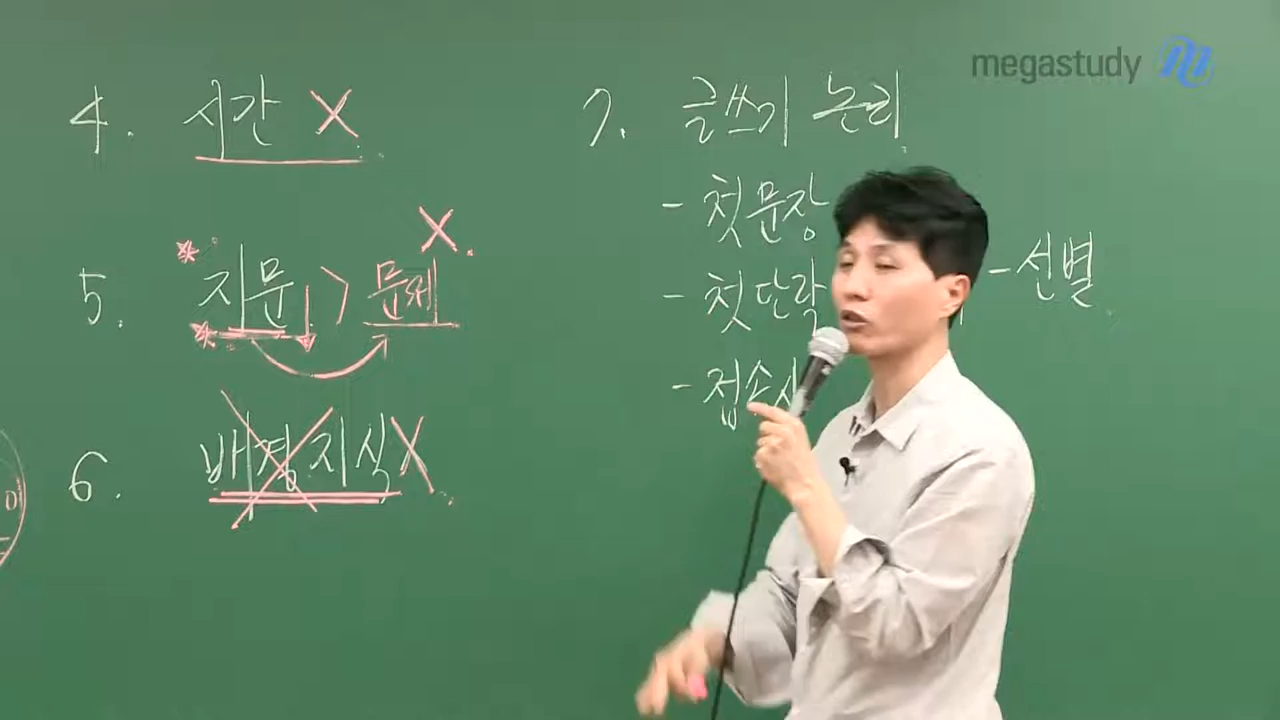 megastudy
4. 시간 X
5. 지문 > 문제 X
6. 배경지식 X
7. 글쓰기 논리
- 첫문장
- 첫단락
- 선별
- 접속사